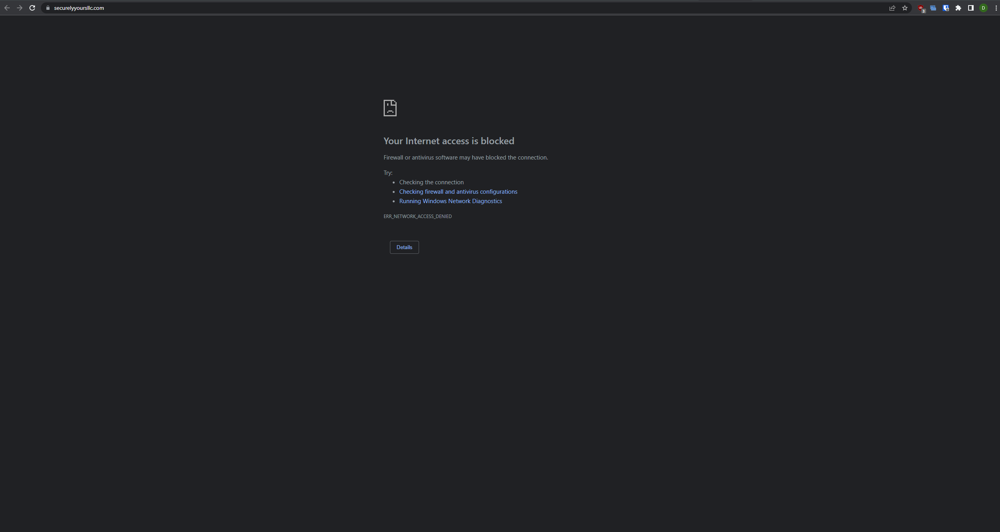 securelyyoursllc.com
3
D
Your Internet access is blocked
Firewall or antivirus software may have blocked the connection.
Try:
• Checking the connection
• Checking firewall and antivirus configurations
• Running Windows Network Diagnostics
ERR_NETWORK_ACCESS_DENIED
Details